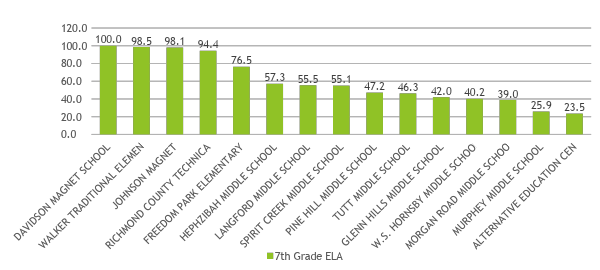 120.0
100.0
80.0
60.0
40.0
20.0
0.0
100.0
98.5
98.1
94.4
76.5
57.3
55.5
55.1
47.2
46.3
42.0
40.2
39.0
25.9
23.5
DAVIDSON MAGNET SCHOOL
WALKER TRADITIONAL ELEMEN
JOHNSON MAGNET
RICHMOND COUNTY TECHNICA
FREEDOM PARK ELEMENTARY
HEPHZIBAH MIDDLE SCHOOL
LANGFORD MIDDLE SCHOOL
SPIRIT CREEK MIDDLE SCHOOL
PINE HILL MIDDLE SCHOOL
TUTT MIDDLE SCHOOL
GLENN HILLS MIDDLE SCHOOL
W.S. HORNSBY MIDDLE SCHOO
MORGAN ROAD MIDDLE SCHOO
MURPHEY MIDDLE SCHOOL
ALTERNATIVE EDUCATION CEN
7th Grade ELA